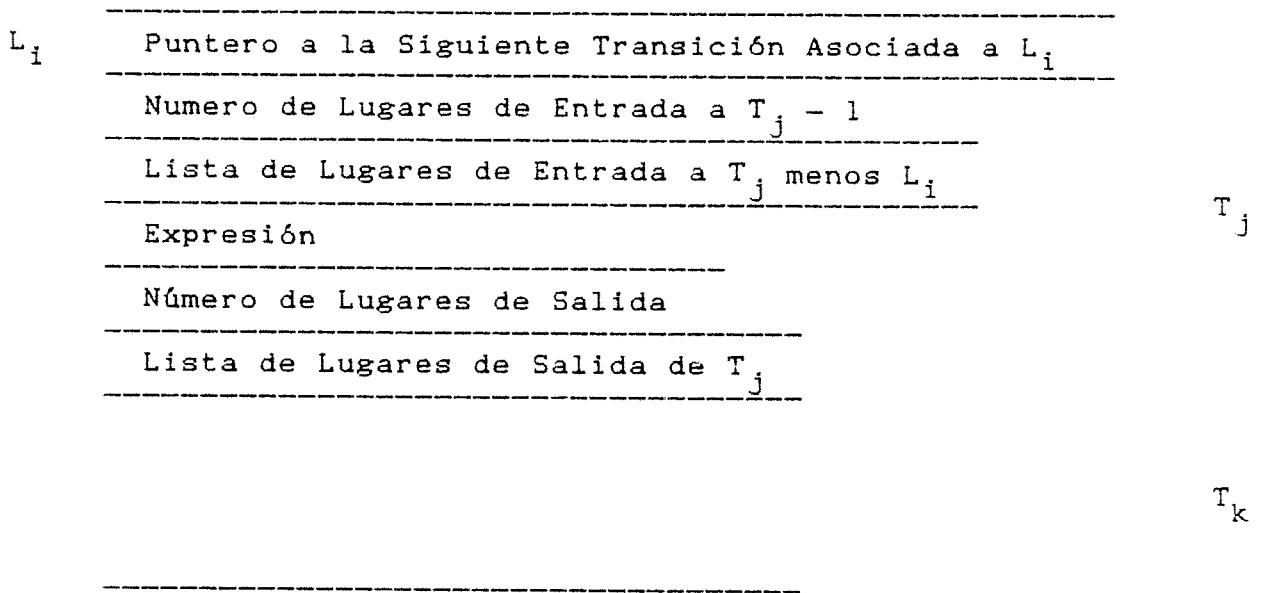 L_i Puntero a la Siguiente Transición Asociada a L_i
Numero de Lugares de Entrada a T_j - 1
Lista de Lugares de Entrada a T_j menos L_i
T_j
Expresión
Número de Lugares de Salida
Lista de Lugares de Salida de T_j
T_k